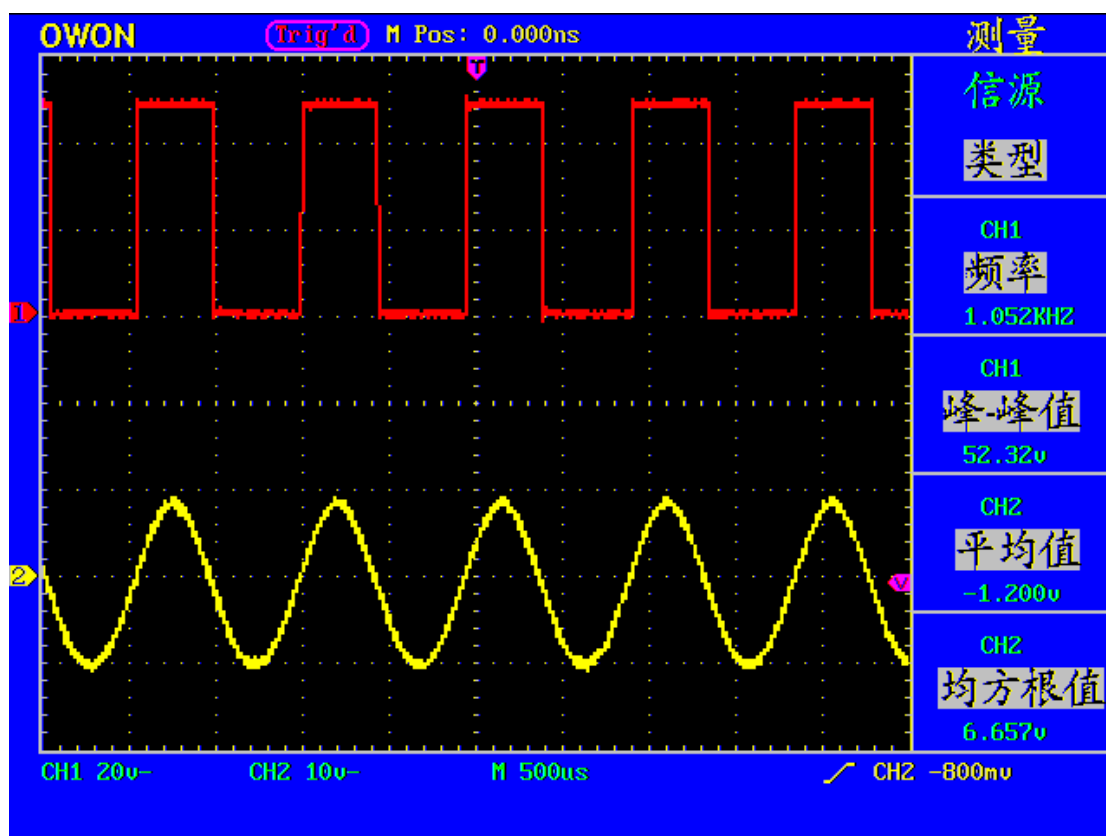 OWON Trig'd M Pos: 0.000ns 测量
T
信源
类型
1
CH1
频率
1.052KHZ
CH1
峰-峰值
52.32v
CH2
平均值
-1.200v
2
V
CH2
均方根值
6.657v
CH1 20v- CH2 10v- M 500us CH2 -800mv